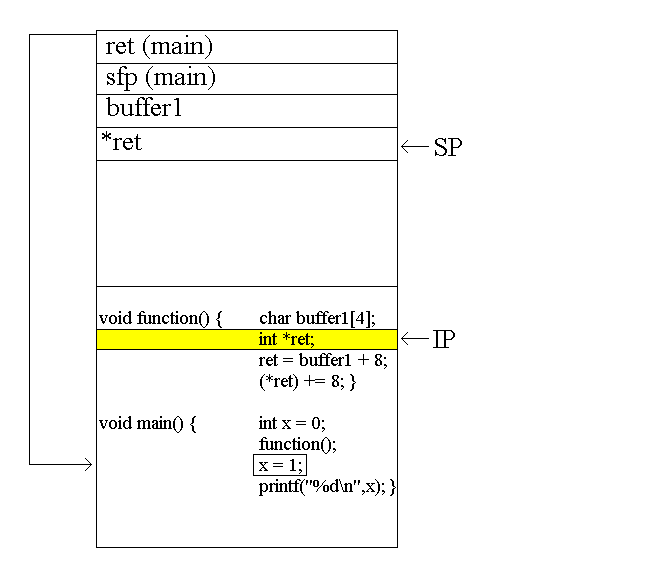 ret (main)
sfp (main)
buffer1
*ret
SP
void function() { char buffer1[4];
int *ret;
IP
ret = buffer1 + 8;
(*ret) += 8; }
void main() { int x = 0;
function();
x = 1;
printf("%d\n",x); }